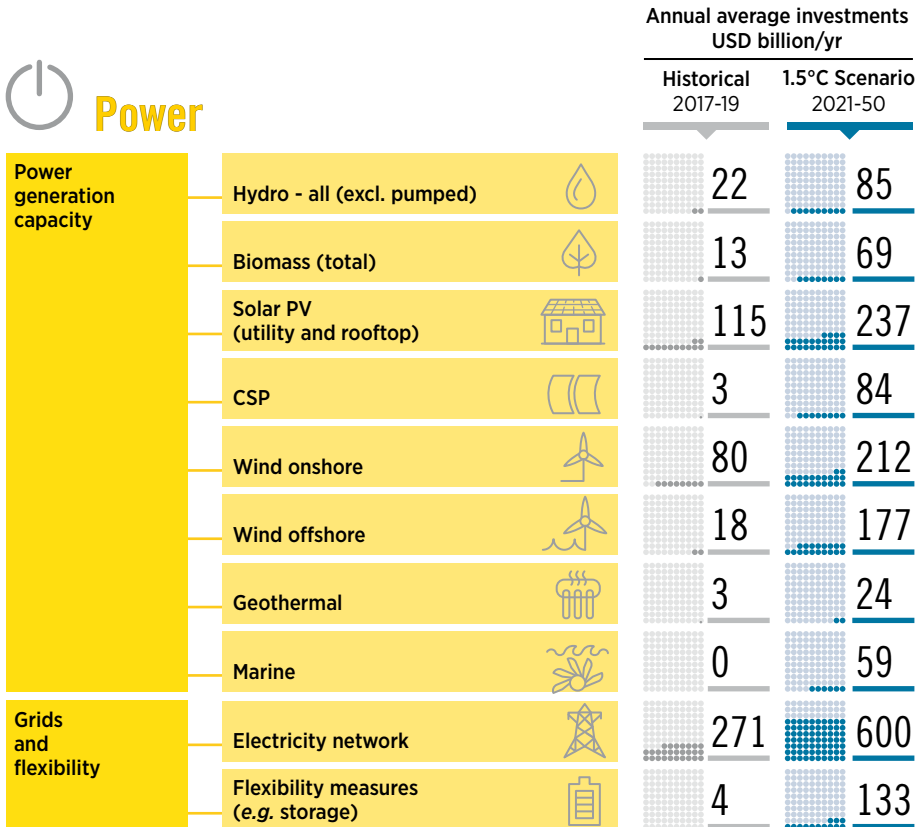 Annual average investments
USD billion/yr
Historical 1.5°C Scenario
2017-19 2021-50
Power
Power
generation
capacity
Hydro - all (excl. pumped) 22 85
Biomass (total) 13 69
Solar PV
(utility and rooftop) 115 237
CSP 3 84
Wind onshore 80 212
Wind offshore 18 177
Geothermal 3 24
Marine 0 59
Grids
and
flexibility
Electricity network 271 600
Flexibility measures
(e.g. storage) 4 133